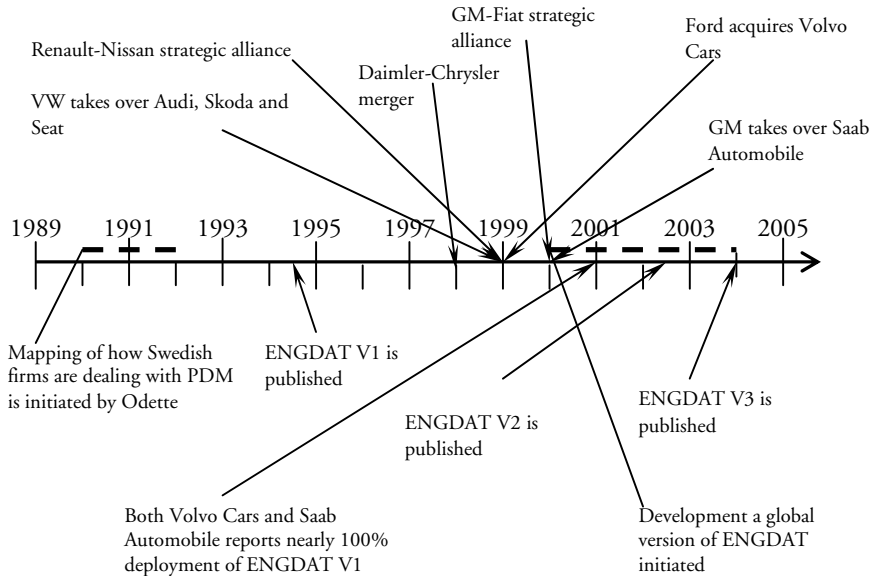 GM-Fiat strategic
alliance
Ford acquires Volvo
Cars
Renault-Nissan strategic alliance
Daimler-Chrysler
merger
VW takes over Audi, Skoda and
Seat
GM takes over Saab
Automobile
1989 1991 1993 1995 1997 1999 2001 2003 2005
Mapping of how Swedish
firms are dealing with PDM
is initiated by Odette
ENGDAT V1 is
published
ENGDAT V2 is
published
ENGDAT V3 is
published
Both Volvo Cars and Saab
Automobile reports nearly 100%
deployment of ENGDAT V1
Development a global
version of ENGDAT
initiated